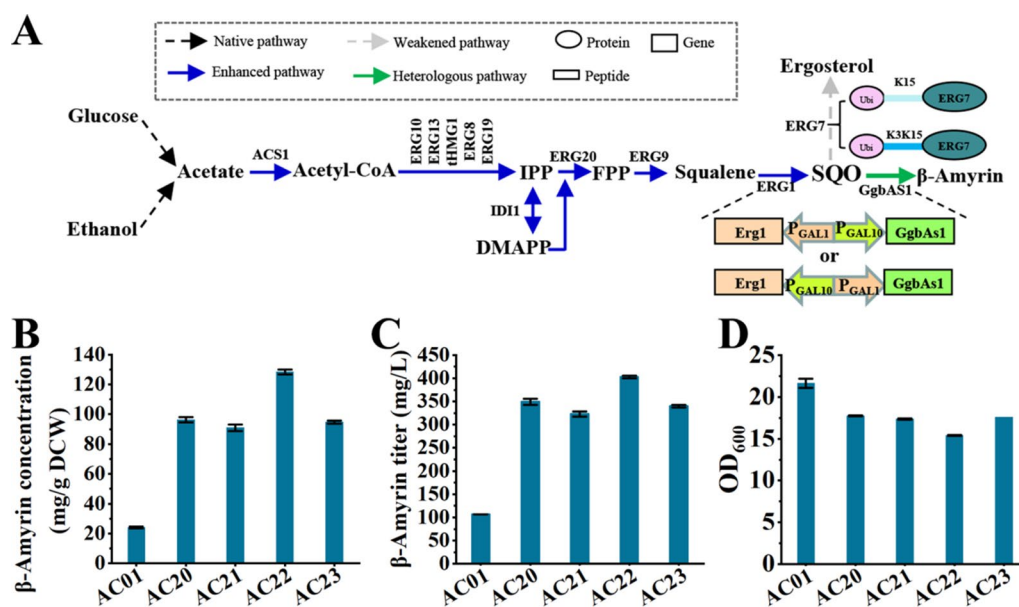 A
Native pathway
Weakened pathway
Protein
Gene
Enhanced pathway
Heterologous pathway
Peptide
Glucose
Ethanol
Acetate
ACS1
Acetyl-CoA
ERG10
ERG13
tHMG1
ERG8
ERG19
IPP
IDI1
DMAPP
ERG20
FPP
ERG9
Squalene
ERG1
SQO
GgbAS1
β-Amyrin
Ergosterol
ERG7
Ubi
K15
ERG7
Ubi
K3K15
ERG7
Erg1
PGAL1
PGAL10
GgbAs1
or
Erg1
PGAL10
PGAL1
GgbAs1
B
β-Amyrin concentration
(mg/g DCW)
140
120
100
80
60
40
20
0
AC01
AC20
AC21
AC22
AC23
C
β-Amyrin titer (mg/L)
450
400
350
300
250
200
150
100
50
0
AC01
AC20
AC21
AC22
AC23
D
OD600
25
20
15
10
5
0
AC01
AC20
AC21
AC22
AC23